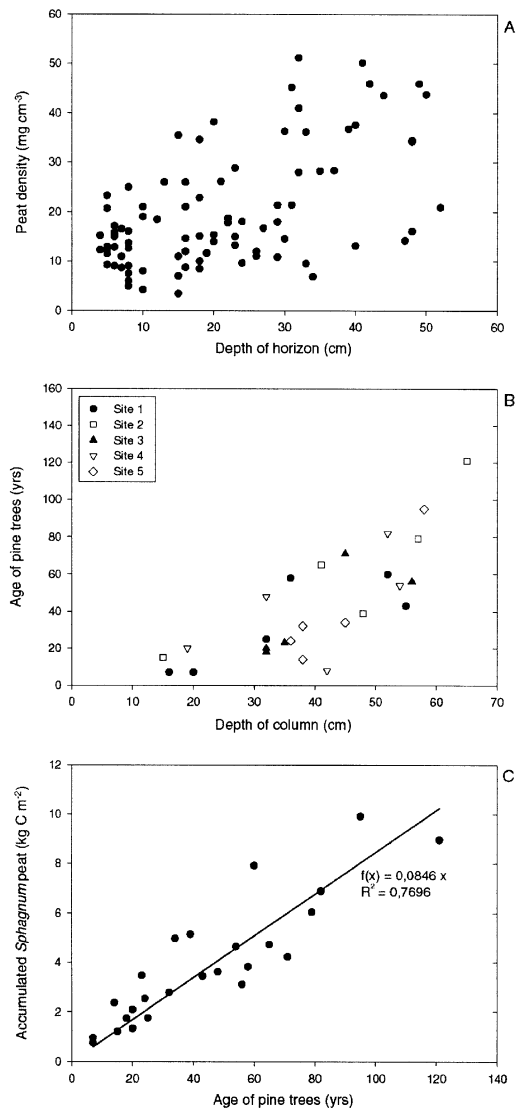 A
Peat density (mg cm-3)
60
50
40
30
20
10
0
0 10 20 30 40 50 60
Depth of horizon (cm)
B
Age of pine trees (yrs)
160
140
120
100
80
60
40
20
0
Site 1
Site 2
Site 3
Site 4
Site 5
0 10 20 30 40 50 60 70
Depth of column (cm)
C
Accumulated Sphagnum peat (kg C m-2)
12
10
8
6
4
2
0
f(x) = 0,0846 x
R2 = 0,7696
0 20 40 60 80 100 120 140
Age of pine trees (yrs)